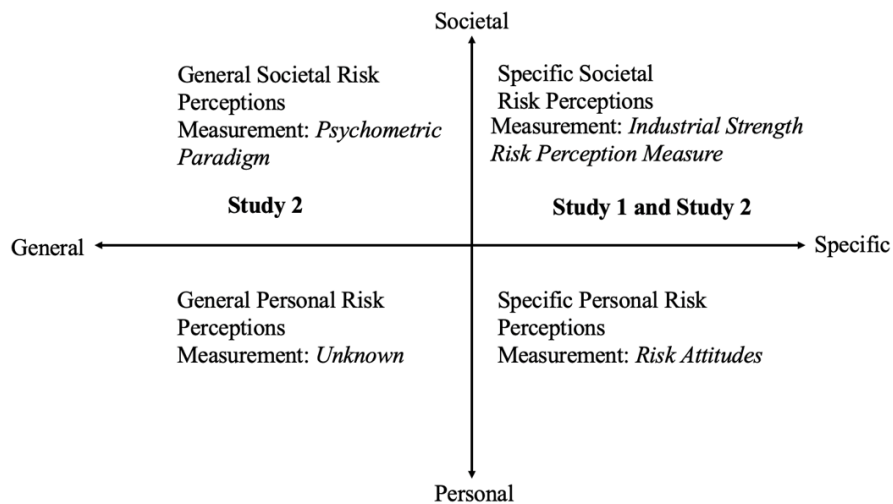 Societal
General Societal Risk
Perceptions
Measurement: Psychometric
Paradigm
Specific Societal
Risk Perceptions
Measurement: Industrial Strength
Risk Perception Measure
Study 2
Study 1 and Study 2
General
Specific
General Personal Risk
Perceptions
Measurement: Unknown
Specific Personal Risk
Perceptions
Measurement: Risk Attitudes
Personal